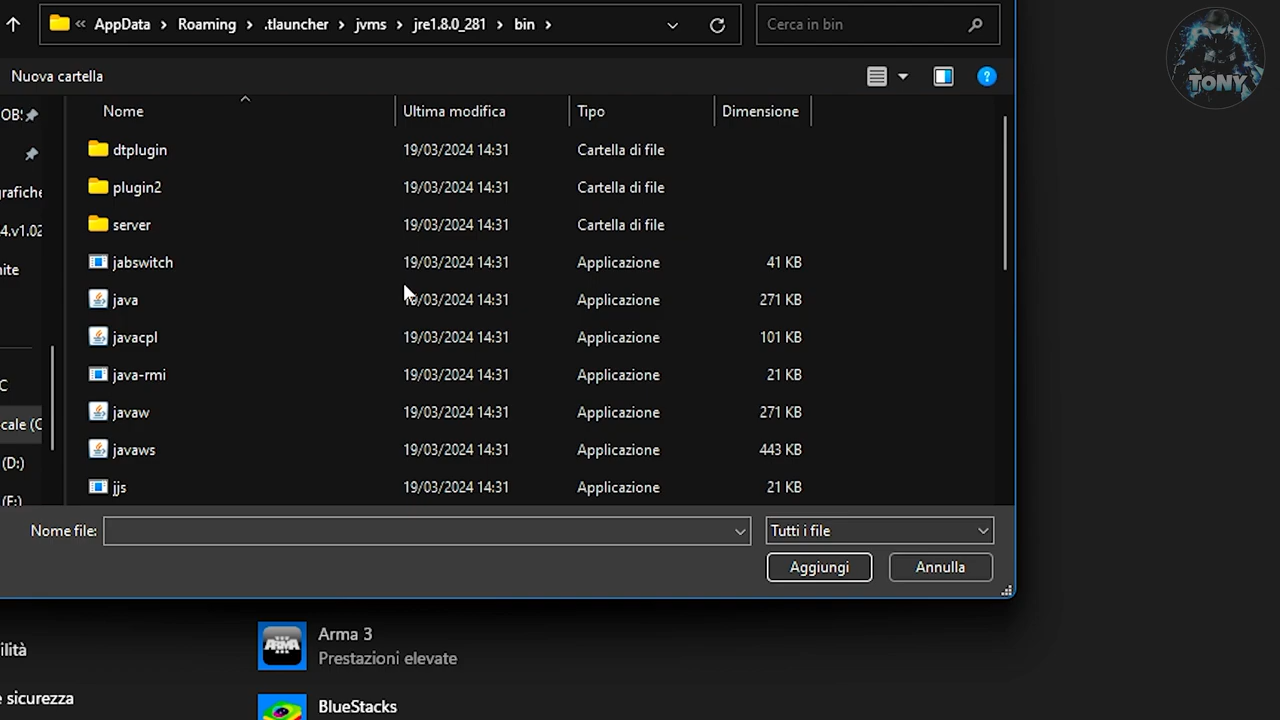 AppData Roaming .tlauncher jvms jre1.8.0_281 bin Cerca in bin
TONY
Nuova cartella
Nome Ultima modifica Tipo Dimensione
dtplugin 19/03/2024 14:31 Cartella di file
plugin2 19/03/2024 14:31 Cartella di file
server 19/03/2024 14:31 Cartella di file
jabswitch 19/03/2024 14:31 Applicazione 41 KB
java 19/03/2024 14:31 Applicazione 271 KB
javacpl 19/03/2024 14:31 Applicazione 101 KB
java-rmi 19/03/2024 14:31 Applicazione 21 KB
javaw 19/03/2024 14:31 Applicazione 271 KB
javaws 19/03/2024 14:31 Applicazione 443 KB
jjs 19/03/2024 14:31 Applicazione 21 KB
OB!
grafiche
4.v1.02
nite
C
cale (C
(D:)
(F:)
Nome file: Tutti i file
Aggiungi Annulla
Arma 3
ARMA
ilità Prestazioni elevate
e sicurezza
BlueStacks